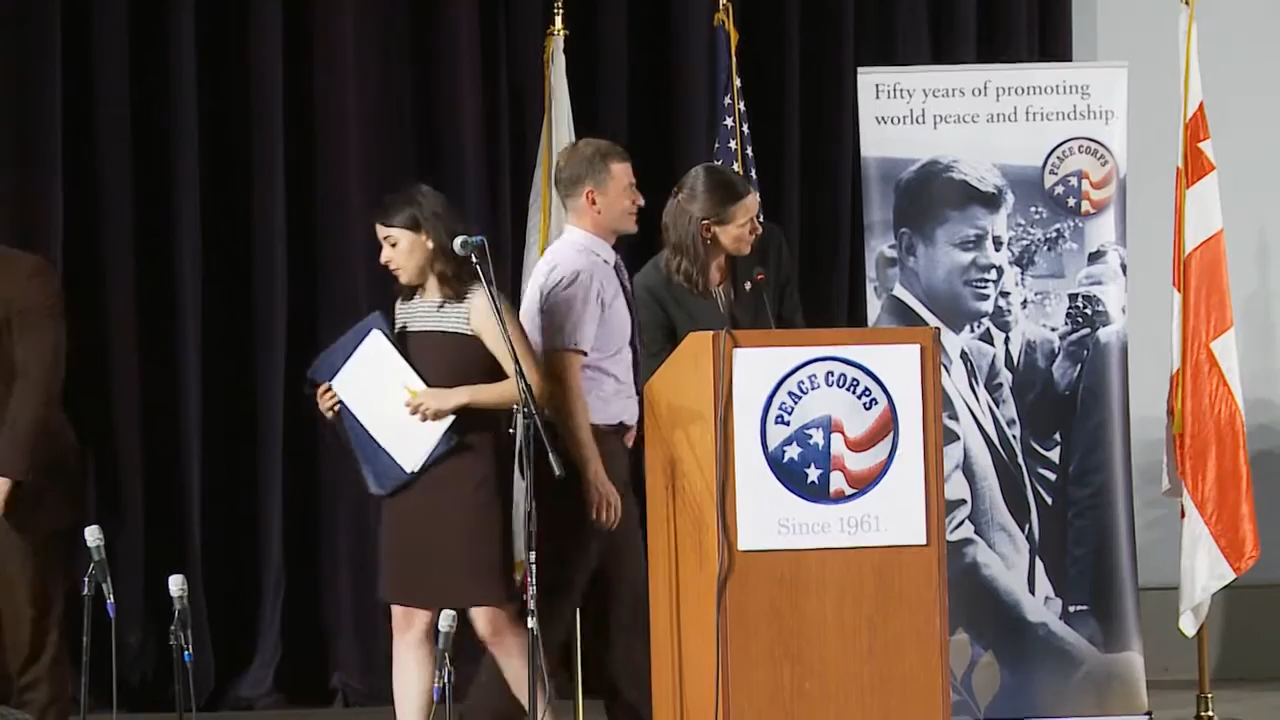 Fifty years of promoting
world peace and friendship.
PEACE CORPS
PEACE CORPS
Since 1961.